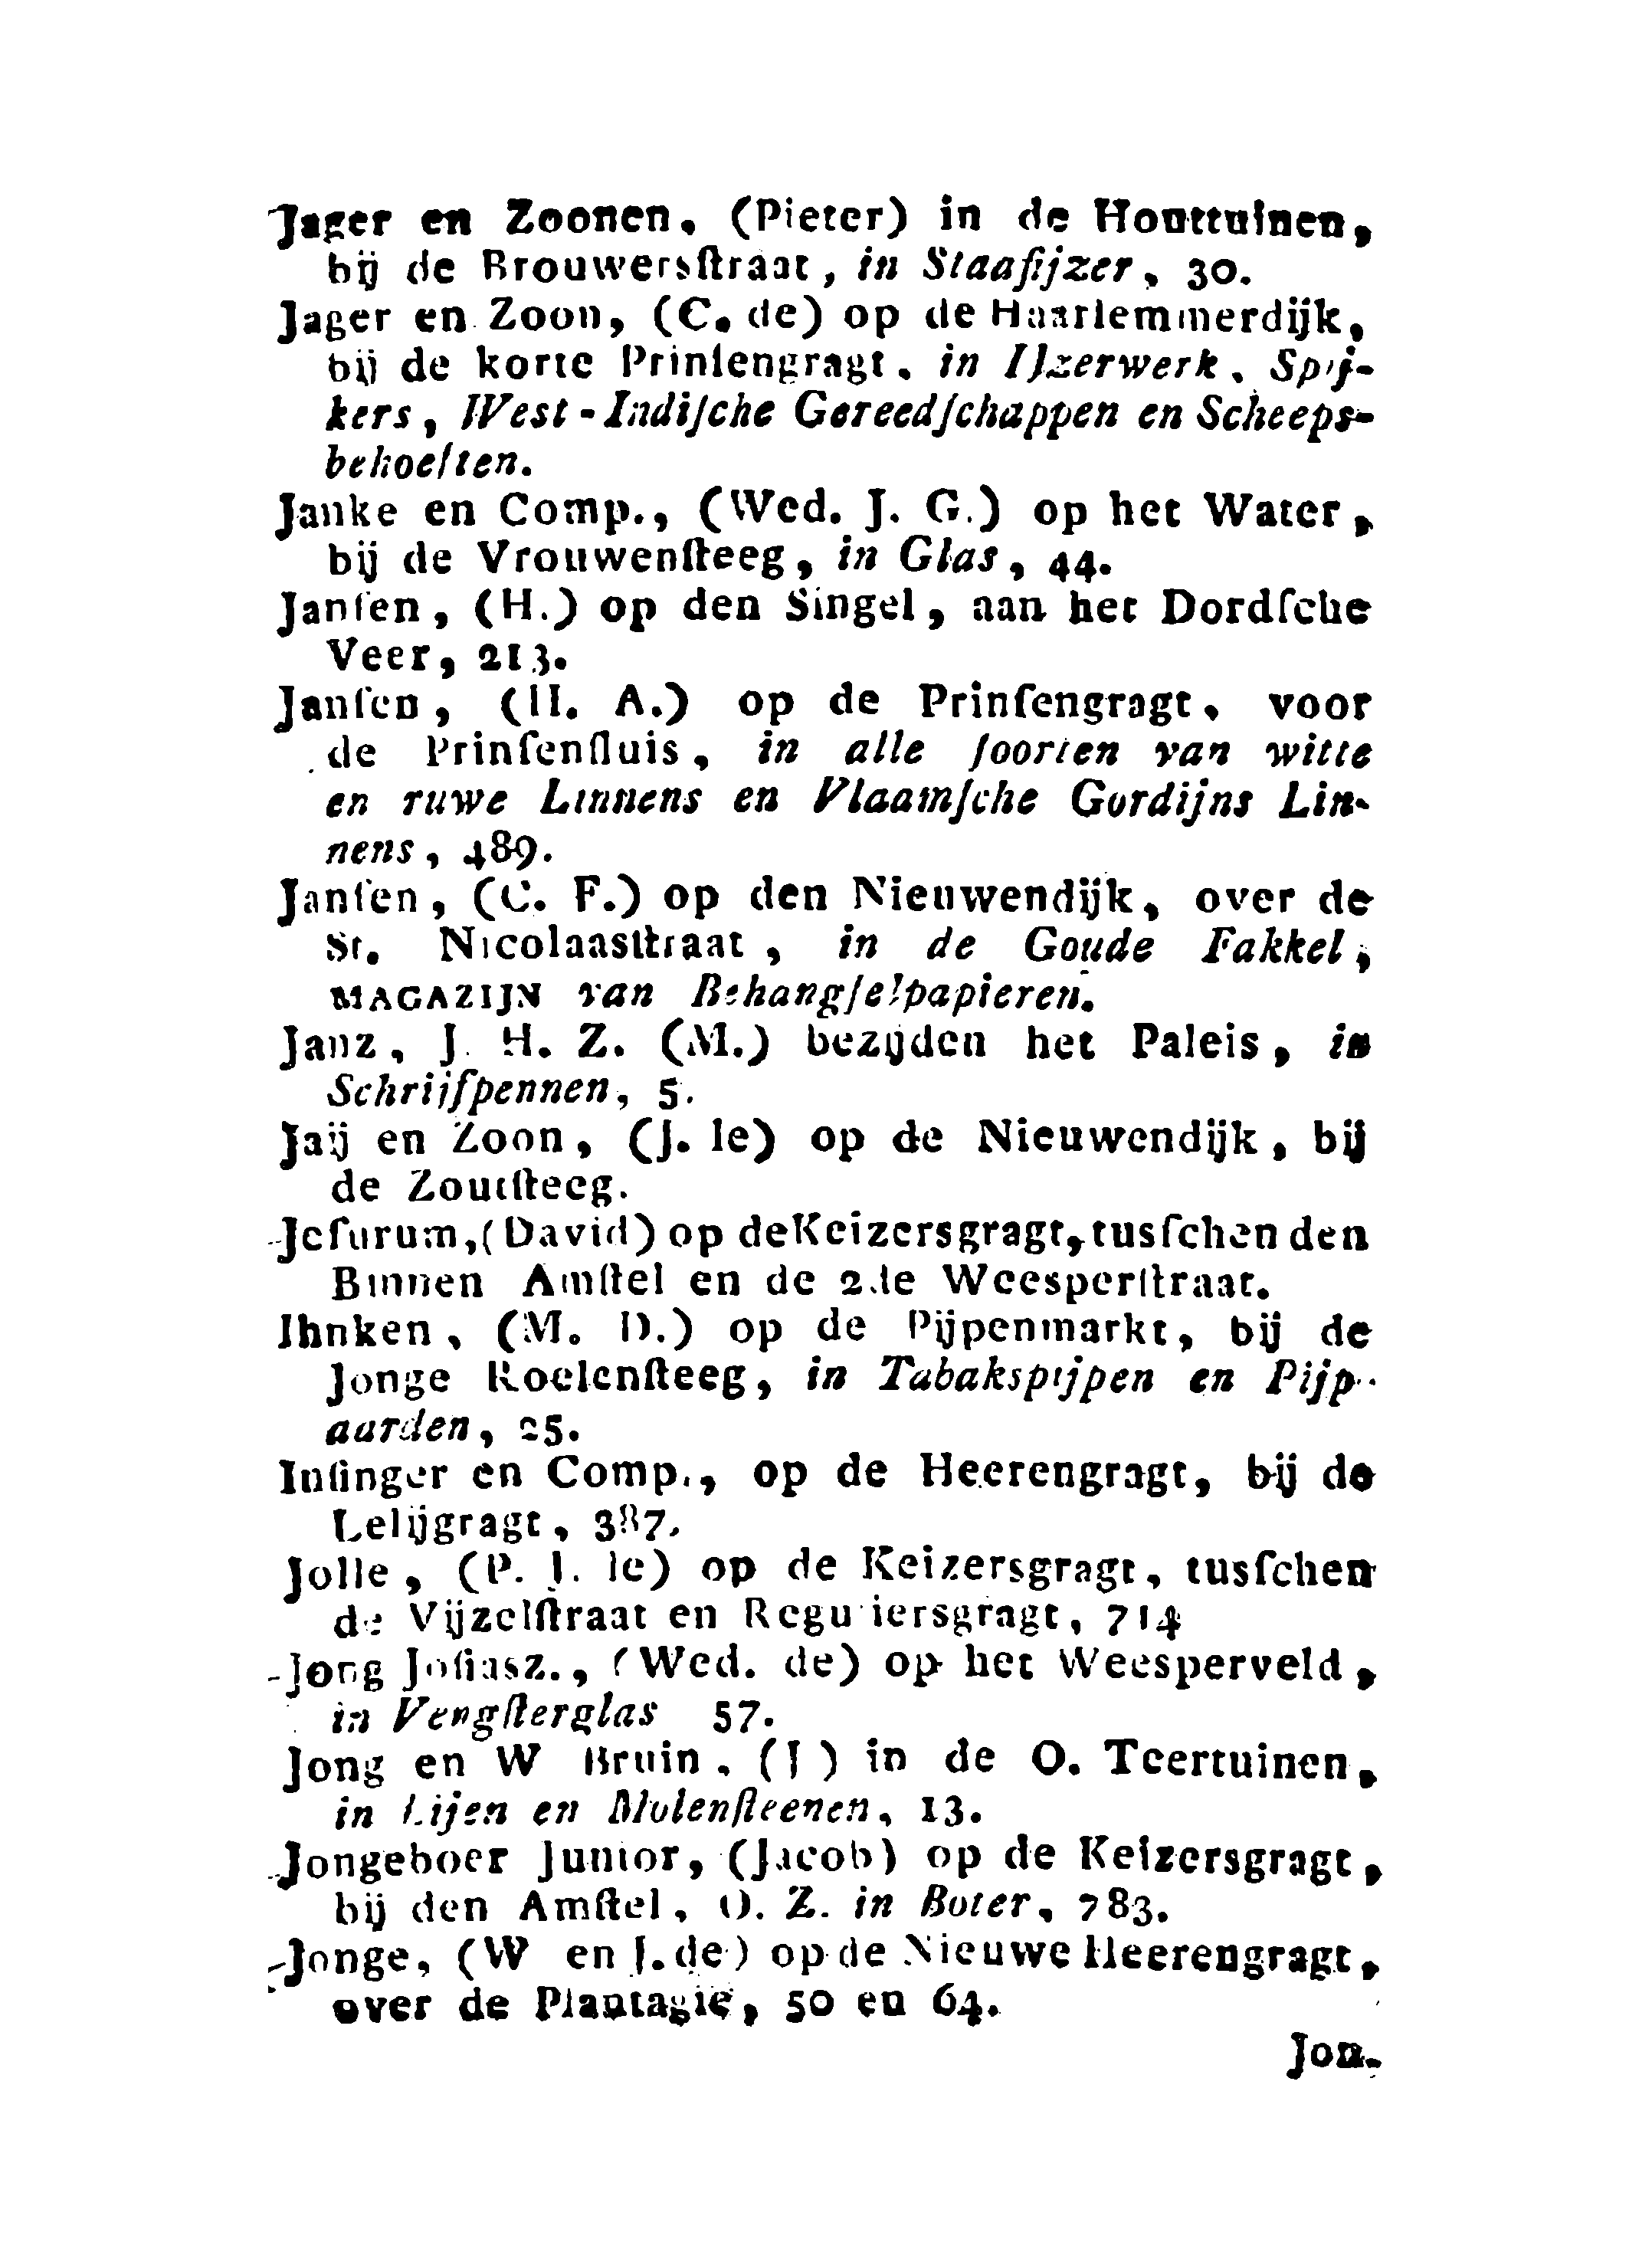 Jager en Zoonen, (Pieter) in de Houttuinen,
bij de Brouwersſtraat, in Staafijzer, 30.
Jager en Zoon, (C. de) op de Haarlemmerdijk,
bij de korte Prinſengragt, in IJzerwerk, Spij-
kers, West-Indiſche Gereedſchappen en Scheeps-
behoeften.
Janke en Comp., (Wed. J. G.) op het Water,
bij de Vrouwenſteeg, in Glas, 44.
Janſen, (H.) op den Singel, aan het Dordſche
Veer, 213.
Janſen, (H. A.) op de Prinſengragt, voor
de Prinſenſluis, in alle ſoorten van witte
en ruwe Linnens en Vlaamſche Gordijns Lin-
nens, 489.
Janſen, (C. F.) op den Nieuwendijk, over de
St. Nicolaasſtraat, in de Goude Fakkel,
MAGAZIJN van Behangſelpapieren.
Janz, J. H. Z. (M.) bezijden het Paleis, in
Schrijfpennen, 5.
Jaij en Zoon, (J. le) op de Nieuwendijk, bij
de Zoutſteeg.
Jeſurum, (David) op de Keizersgragt, tusſchen den
Binnen Amſtel en de 2de Weesperſtraat.
Ihnken, (M. D.) op de Pijpenmarkt, bij de
Jonge Roelenſteeg, in Tabakspijpen en Pijp-
aarden, 25.
Inſinger en Comp., op de Heerengragt, bij de
Lelijgragt, 387.
Jolle, (P. J. le) op de Keizersgragt, tusſchen
de Vijzelſtraat en Reguliersgragt, 714
Jong Joſiasz., (Wed. de) op het Weesperveld,
in Vengſterglas 57.
Jong en W Bruin, (J) in de O. Teertuinen,
in Lijen en Molenſteenen, 13.
Jongeboer Junior, (Jacob) op de Keizersgragt,
bij den Amſtel, O. Z. in Boter, 783.
Jonge, (W en J. de) op de Nieuwe Heerengragt,
over de Plantagie, 50 en 64.
Jon-